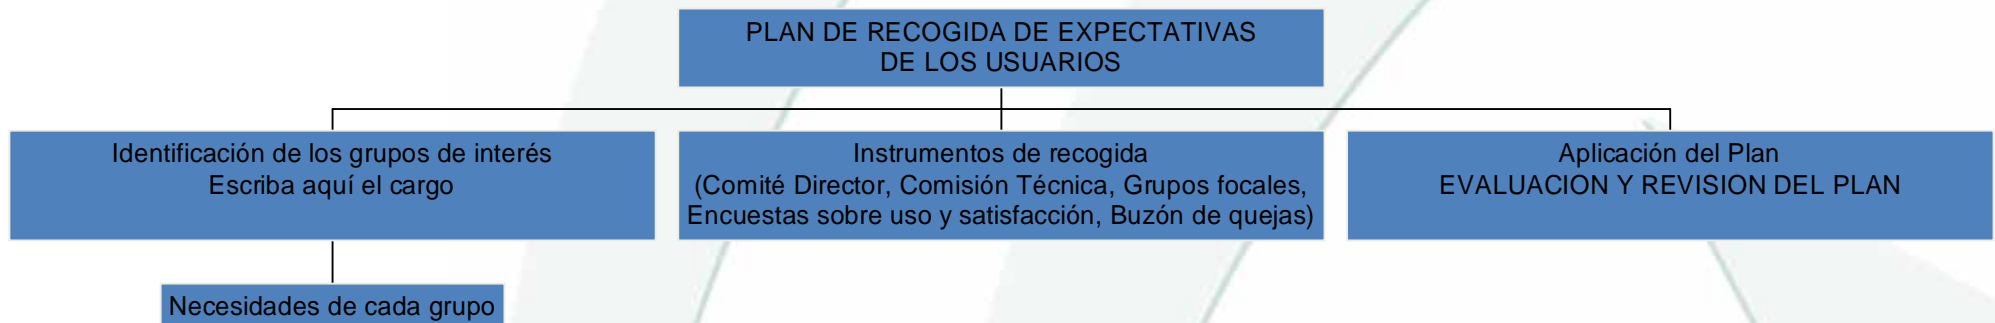 PLAN DE RECOGIDA DE EXPECTATIVAS
DE LOS USUARIOS
Identificación de los grupos de interés
Escriba aquí el cargo
Instrumentos de recogida
(Comité Director, Comisión Técnica, Grupos focales,
Encuestas sobre uso y satisfacción, Buzón de quejas)
Aplicación del Plan
EVALUACION Y REVISION DEL PLAN
Necesidades de cada grupo